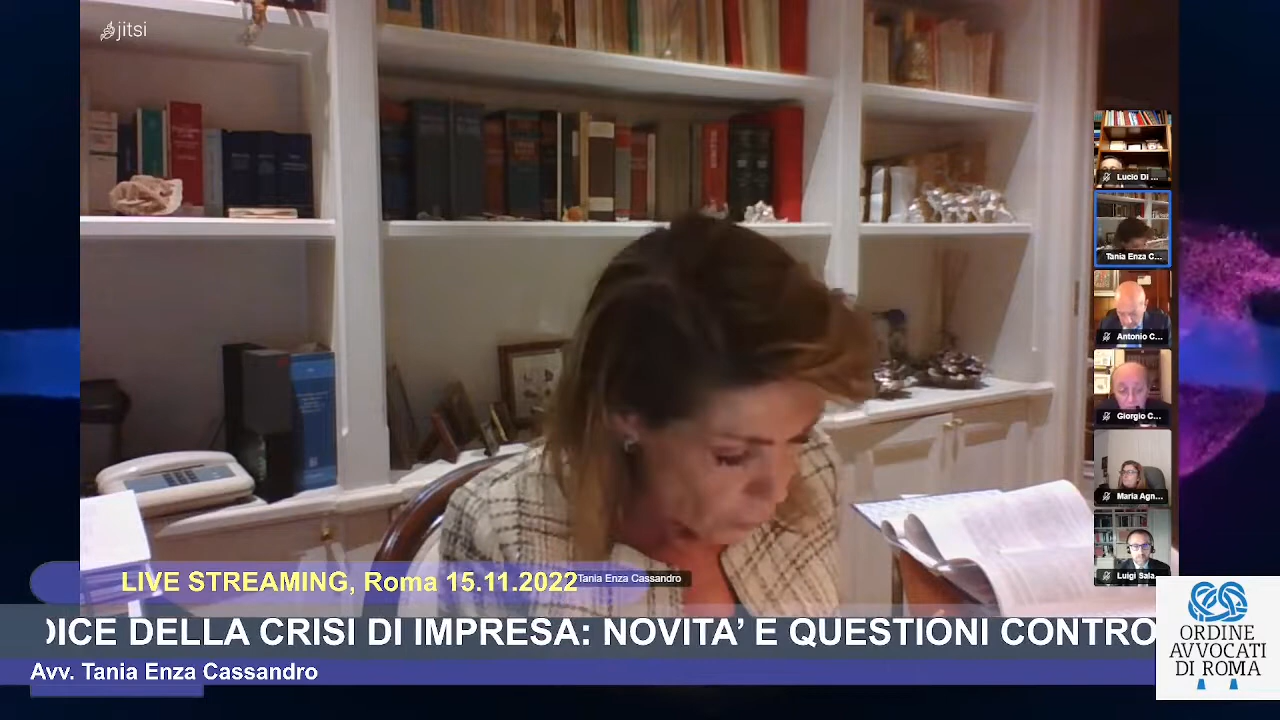 jitsi
Lucio Di ...
Tania Enza C...
Antonio C...
Giorgio C...
Maria Agn...
Luigi Sala...
Tania Enza Cassandro
LIVE STREAMING, Roma 15.11.2022
DICE DELLA CRISI DI IMPRESA: NOVITA’ E QUESTIONI CONTRO
Avv. Tania Enza Cassandro
ORDINE
AVVOCATI
DI ROMA